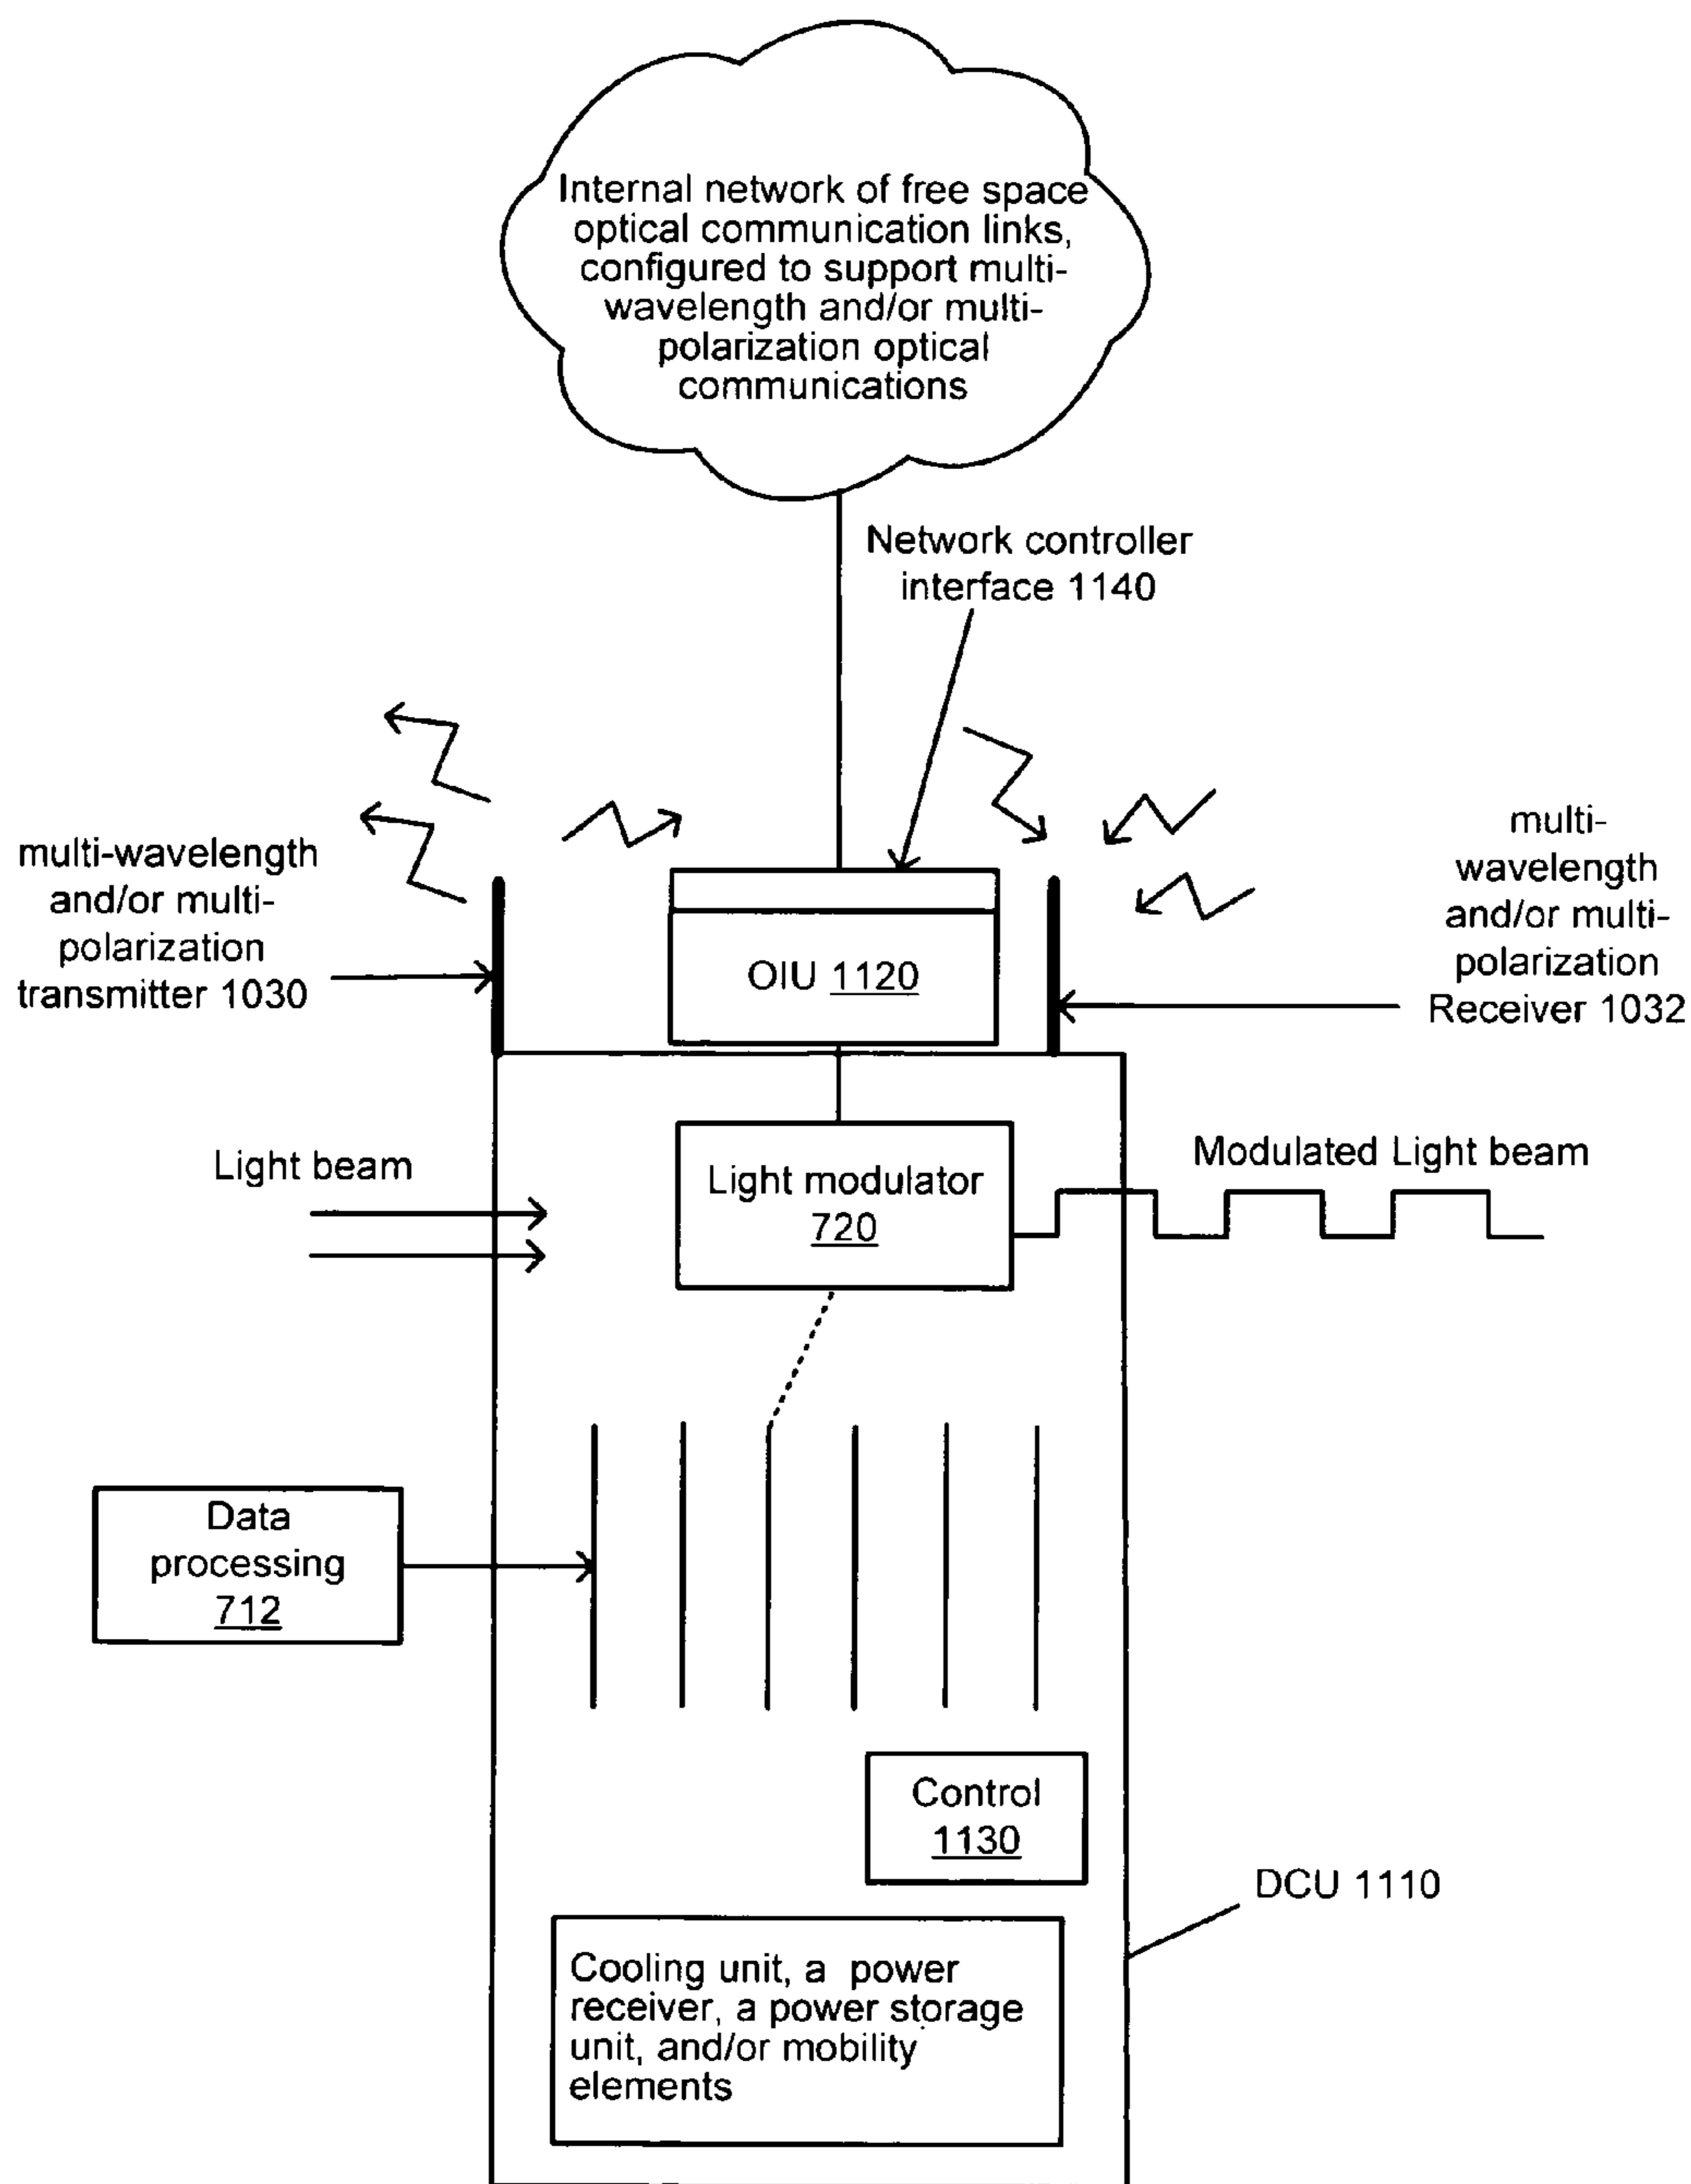 Internal network of free space
optical communication links,
configured to support multi-
wavelength and/or multi-
polarization optical
communications
Network controller
interface 1140
multi-wavelength
and/or multi-
polarization
transmitter 1030
multi-
wavelength
and/or multi-
polarization
Receiver 1032
OIU 1120
Light beam
Light modulator
720
Modulated Light beam
Data
processing
712
Control
1130
DCU 1110
Cooling unit, a power
receiver, a power storage
unit, and/or mobility
elements